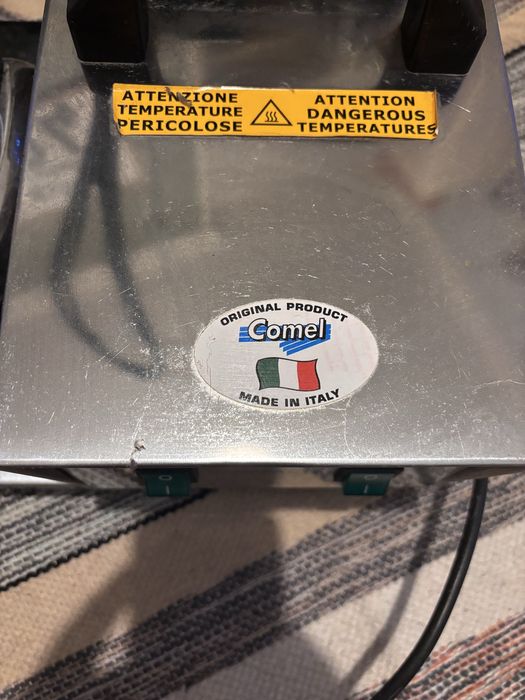 ATTENZIONE
TEMPERATURE
PERICOLOSE
ATTENTION
DANGEROUS
TEMPERATURES
ORIGINAL PRODUCT
Comel
MADE IN ITALY